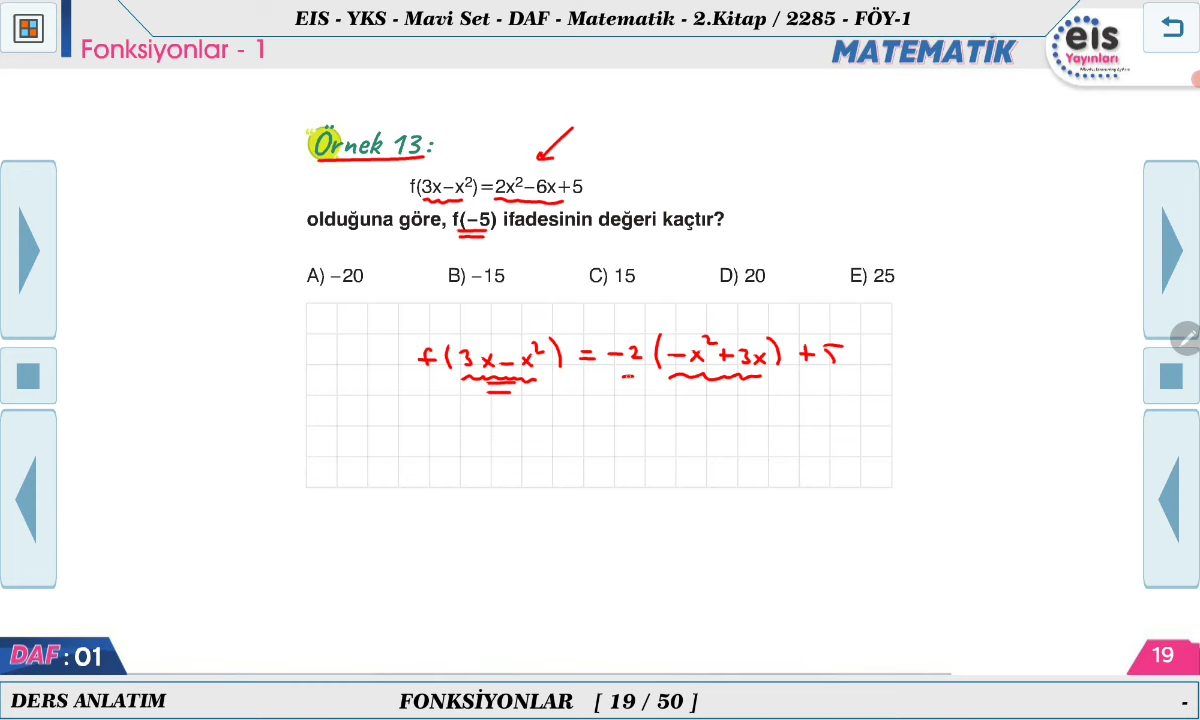 EIS - YKS - Mavi Set - DAF - Matematik - 2.Kitap / 2285 - FÖY-1
Fonksiyonlar - 1
MATEMATİK
eis
Yayınları
Örnek 13:
f(3x−x²)=2x²−6x+5
olduğuna göre, f(−5) ifadesinin değeri kaçtır?
A) −20 B) −15 C) 15 D) 20 E) 25
f(3x−x²) = −2(−x²+3x) +5
DAF : 01
19
DERS ANLATIM FONKSİYONLAR [ 19 / 50 ] -